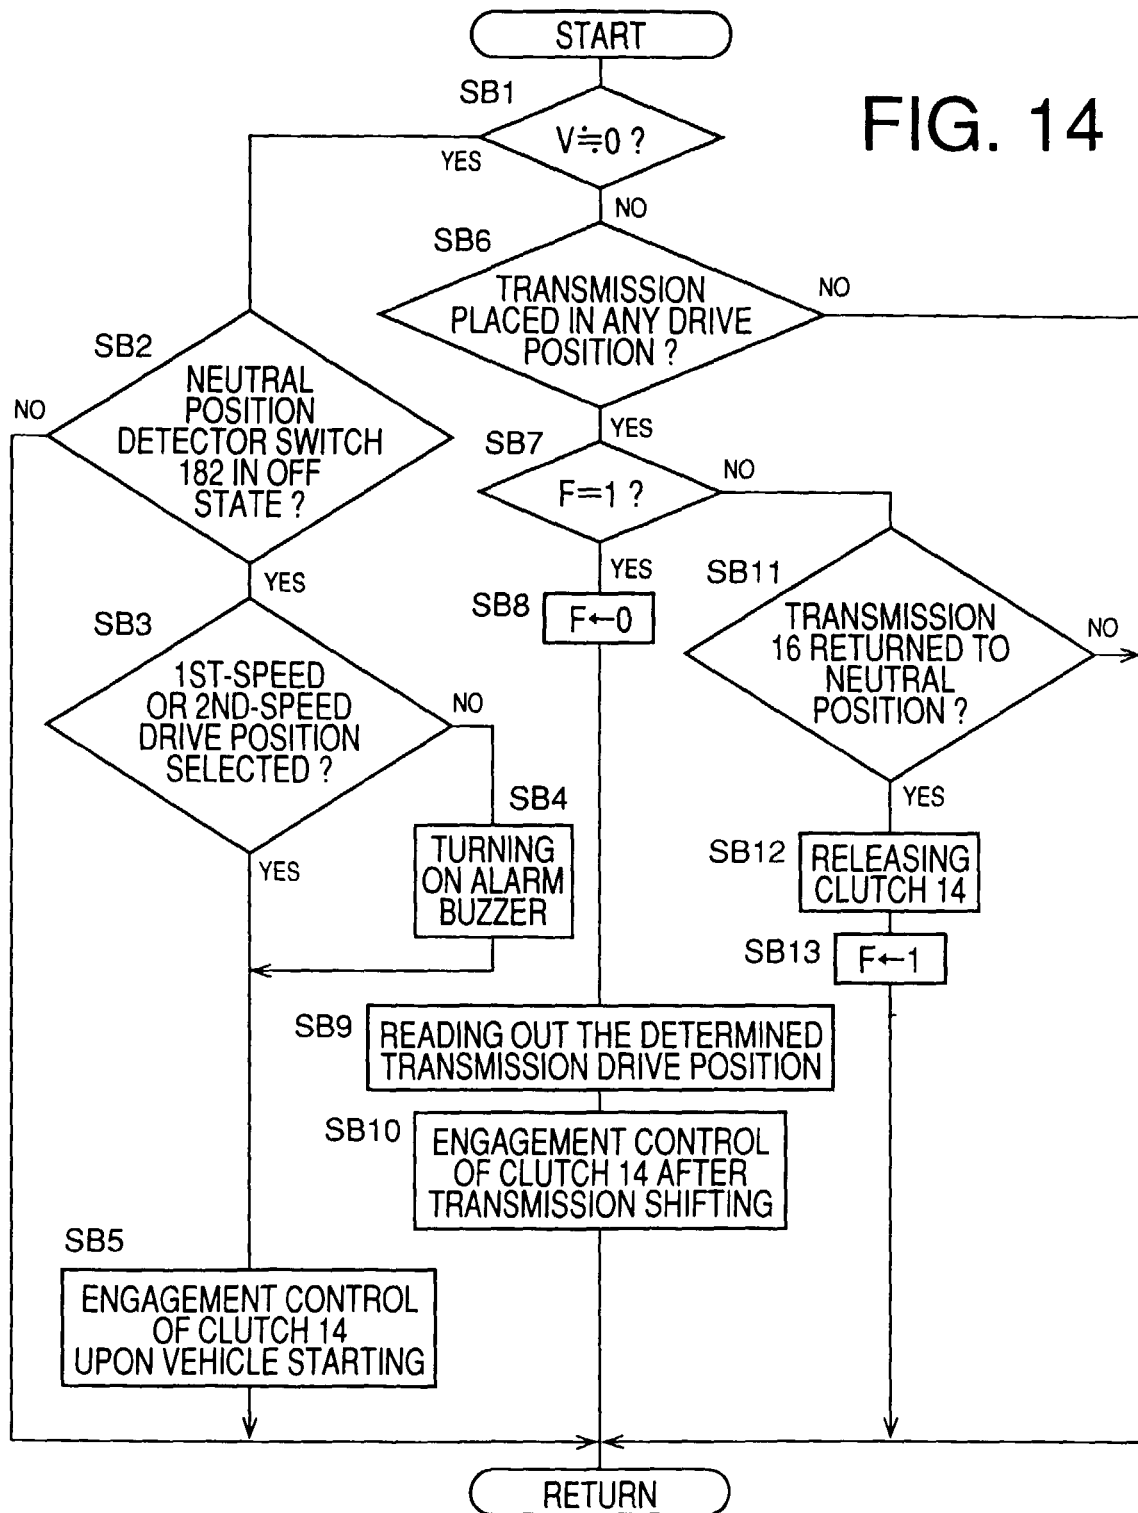 START
FIG. 14
SB1
V≒0 ?
YES
NO
SB6
TRANSMISSION
PLACED IN ANY DRIVE
POSITION ?
NO
YES
SB2
NEUTRAL
POSITION
DETECTOR SWITCH
182 IN OFF
STATE ?
NO
YES
SB7
F=1 ?
NO
YES
SB8
F←0
SB11
TRANSMISSION
16 RETURNED TO
NEUTRAL
POSITION ?
NO
YES
SB3
1ST-SPEED
OR 2ND-SPEED
DRIVE POSITION
SELECTED ?
NO
YES
SB4
TURNING
ON ALARM
BUZZER
SB12
RELEASING
CLUTCH 14
SB13
F←1
SB9
READING OUT THE DETERMINED
TRANSMISSION DRIVE POSITION
SB10
ENGAGEMENT CONTROL
OF CLUTCH 14 AFTER
TRANSMISSION SHIFTING
SB5
ENGAGEMENT CONTROL
OF CLUTCH 14
UPON VEHICLE STARTING
RETURN